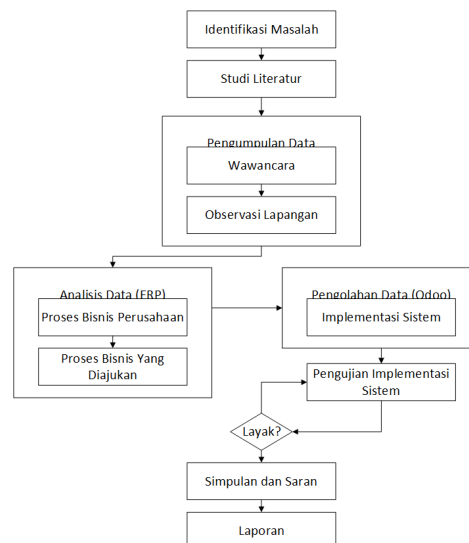 Identifikasi Masalah
Studi Literatur
Pengumpulan Data
Wawancara
Observasi Lapangan
Analisis Data (ERP)
Proses Bisnis Perusahaan
Proses Bisnis Yang
Diajukan
Pengolahan Data (Odoo)
Implementasi Sistem
Pengujian Implementasi
Sistem
Layak?
Simpulan dan Saran
Laporan